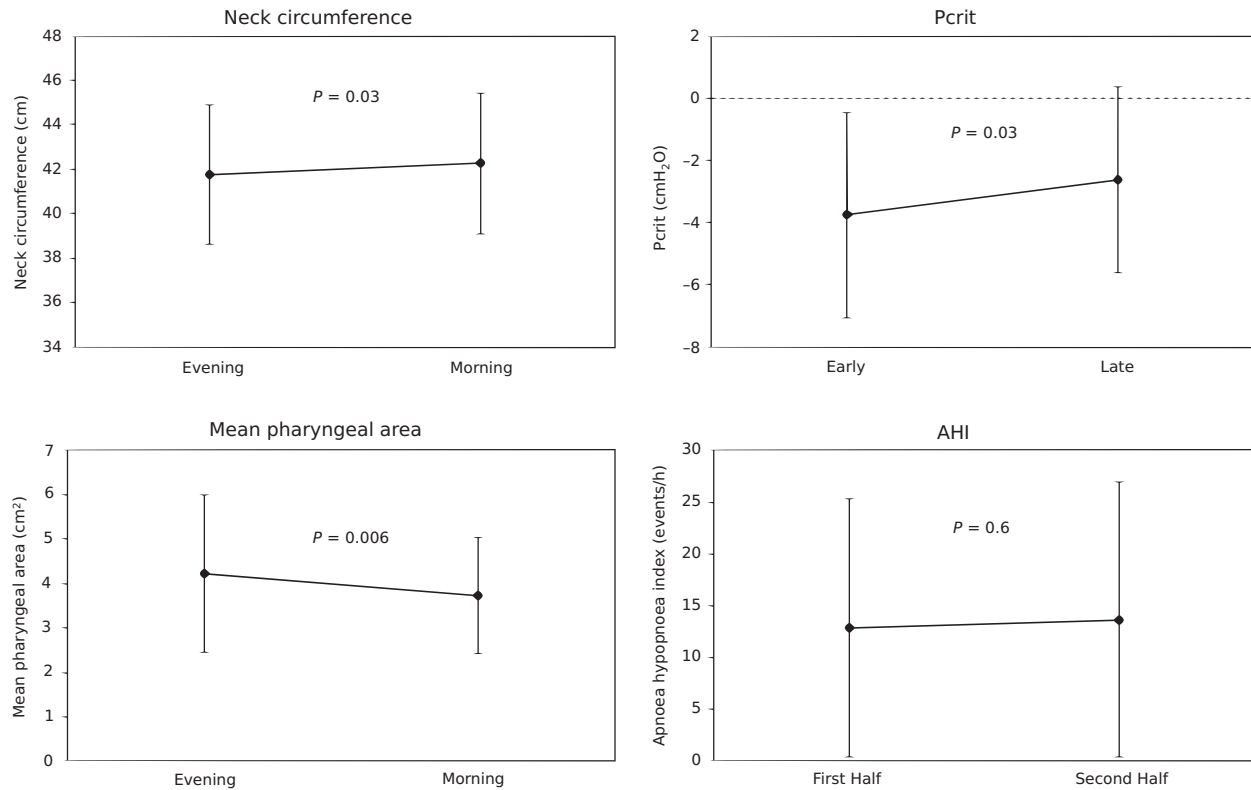 Neck circumference
Neck circumference (cm)
48
46
44
42
40
38
36
34
P = 0.03
Evening Morning
Pcrit
Pcrit (cmH₂O)
2
0
–2
–4
–6
–8
P = 0.03
Early Late
Mean pharyngeal area
Mean pharyngeal area (cm²)
7
6
5
4
3
2
1
0
P = 0.006
Evening Morning
AHI
Apnoea hypopnoea index (events/h)
30
25
20
15
10
5
0
P = 0.6
First Half Second Half